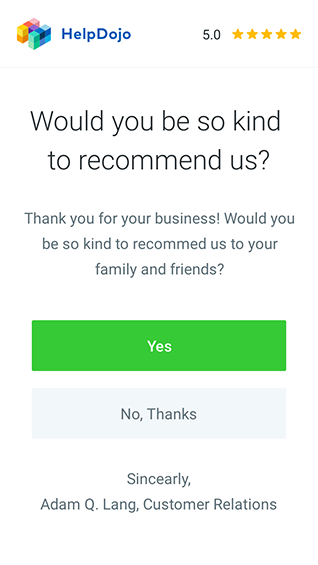 HelpDojo 5.0
Would you be so kind
to recommend us?
Thank you for your business! Would you
be so kind to recommed us to your
family and friends?
Yes
No, Thanks
Sincearly,
Adam Q. Lang, Customer Relations